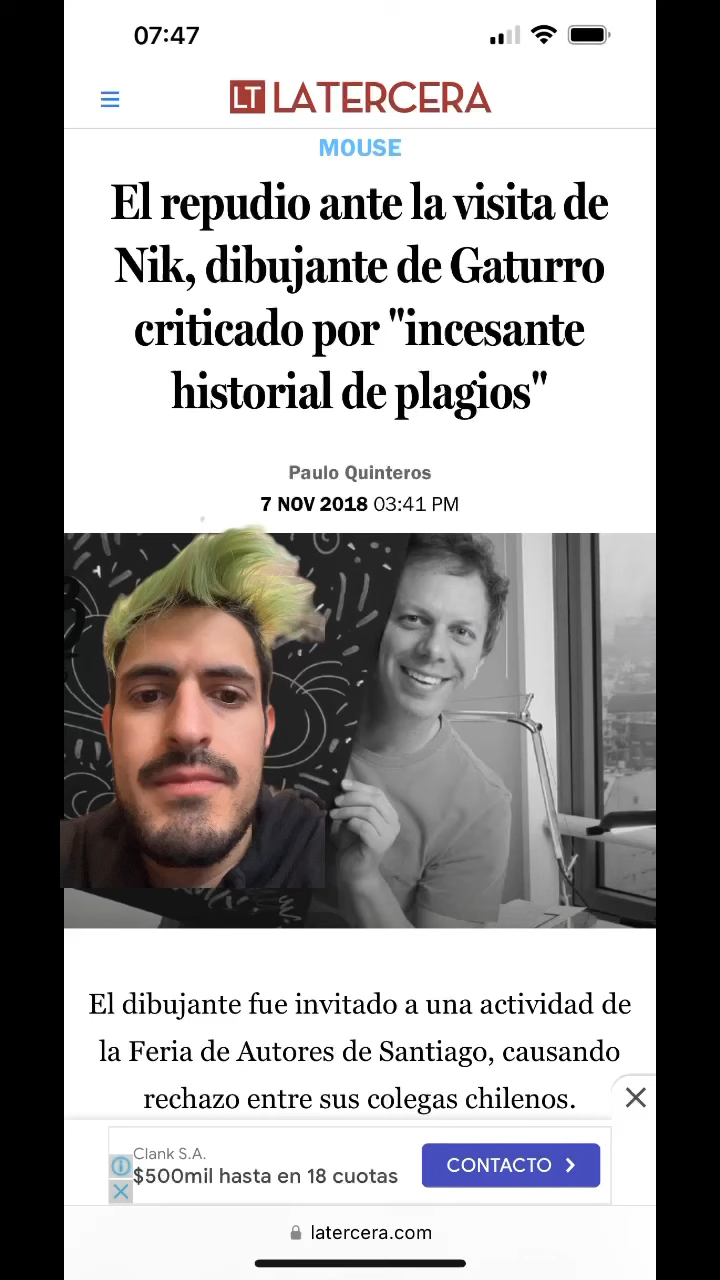 07:47
LT LATERCERA
MOUSE
El repudio ante la visita de
Nik, dibujante de Gaturro
criticado por "incesante
historial de plagios"
Paulo Quinteros
7 NOV 2018 03:41 PM
El dibujante fue invitado a una actividad de
la Feria de Autores de Santiago, causando
rechazo entre sus colegas chilenos.
Clank S.A.
$500mil hasta en 18 cuotas
CONTACTO
latercera.com